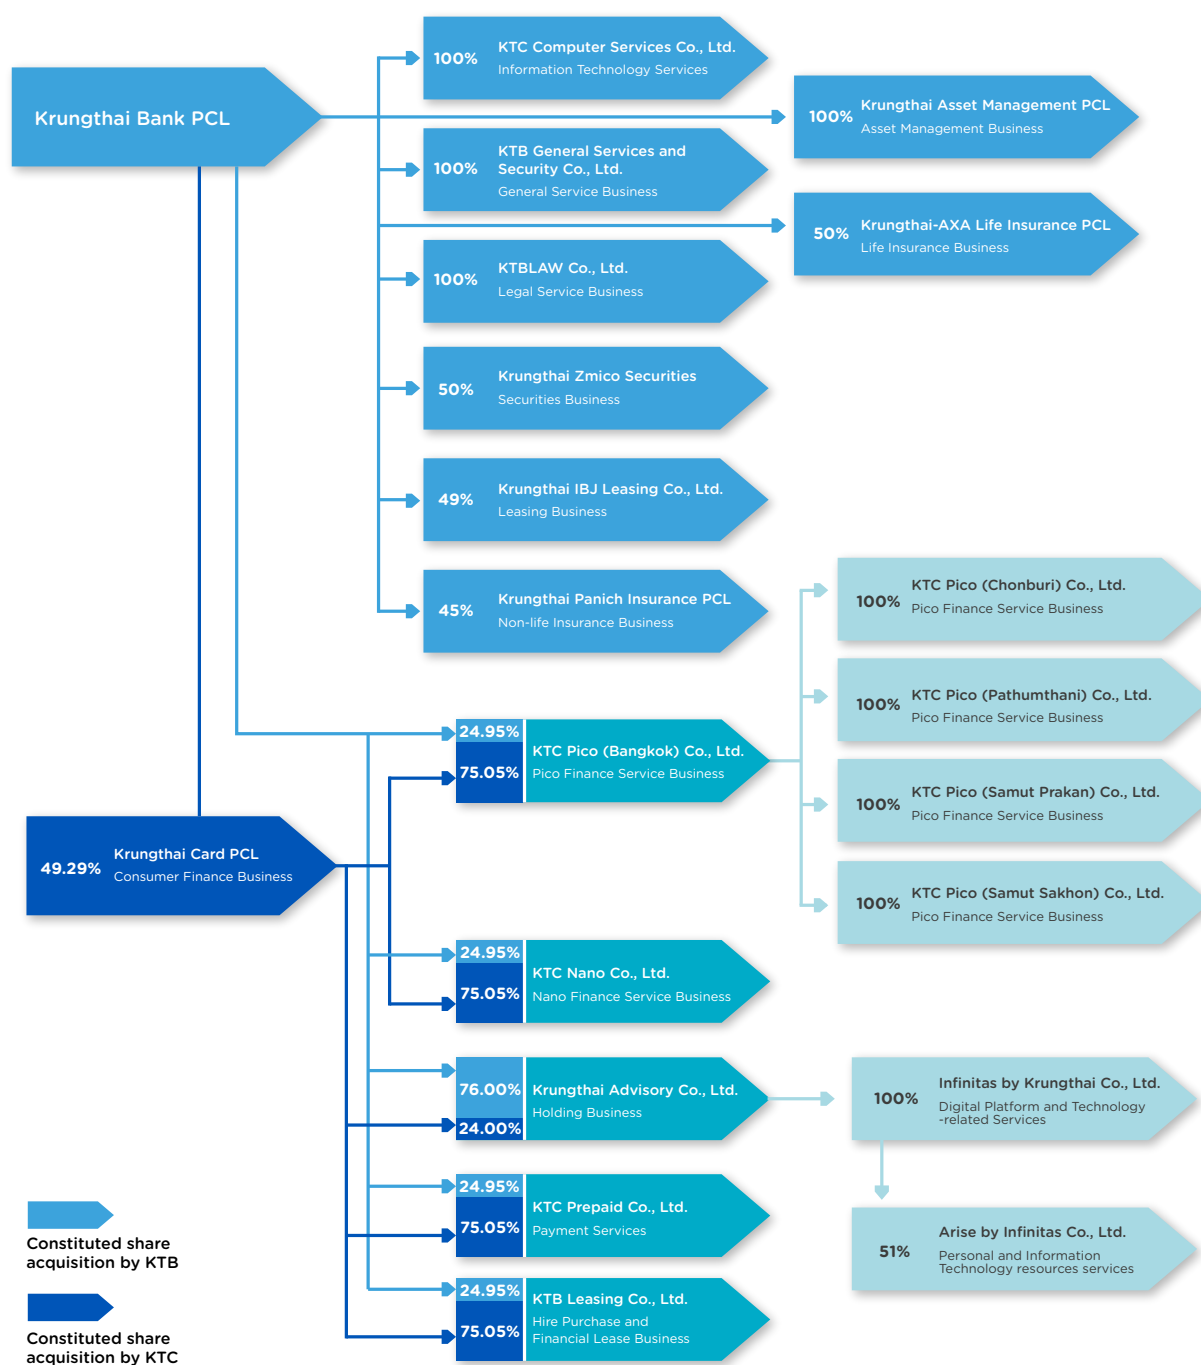 Krungthai Bank PCL
100%
KTC Computer Services Co., Ltd.
Information Technology Services
100%
Krungthai Asset Management PCL
Asset Management Business
100%
KTB General Services and
Security Co., Ltd.
General Service Business
50%
Krungthai-AXA Life Insurance PCL
Life Insurance Business
100%
KTBLAW Co., Ltd.
Legal Service Business
50%
Krungthai Zmico Securities
Securities Business
49%
Krungthai IBJ Leasing Co., Ltd.
Leasing Business
45%
Krungthai Panich Insurance PCL
Non-life Insurance Business
100%
KTC Pico (Chonburi) Co., Ltd.
Pico Finance Service Business
100%
KTC Pico (Pathumthani) Co., Ltd.
Pico Finance Service Business
24.95%
75.05%
KTC Pico (Bangkok) Co., Ltd.
Pico Finance Service Business
100%
KTC Pico (Samut Prakan) Co., Ltd.
Pico Finance Service Business
49.29%
Krungthai Card PCL
Consumer Finance Business
100%
KTC Pico (Samut Sakhon) Co., Ltd.
Pico Finance Service Business
24.95%
75.05%
KTC Nano Co., Ltd.
Nano Finance Service Business
76.00%
24.00%
Krungthai Advisory Co., Ltd.
Holding Business
100%
Infinitas by Krungthai Co., Ltd.
Digital Platform and Technology
-related Services
24.95%
75.05%
KTC Prepaid Co., Ltd.
Payment Services
51%
Arise by Infinitas Co., Ltd.
Personal and Information
Technology resources services
24.95%
75.05%
KTB Leasing Co., Ltd.
Hire Purchase and
Financial Lease Business
Constituted share
acquisition by KTB
Constituted share
acquisition by KTC